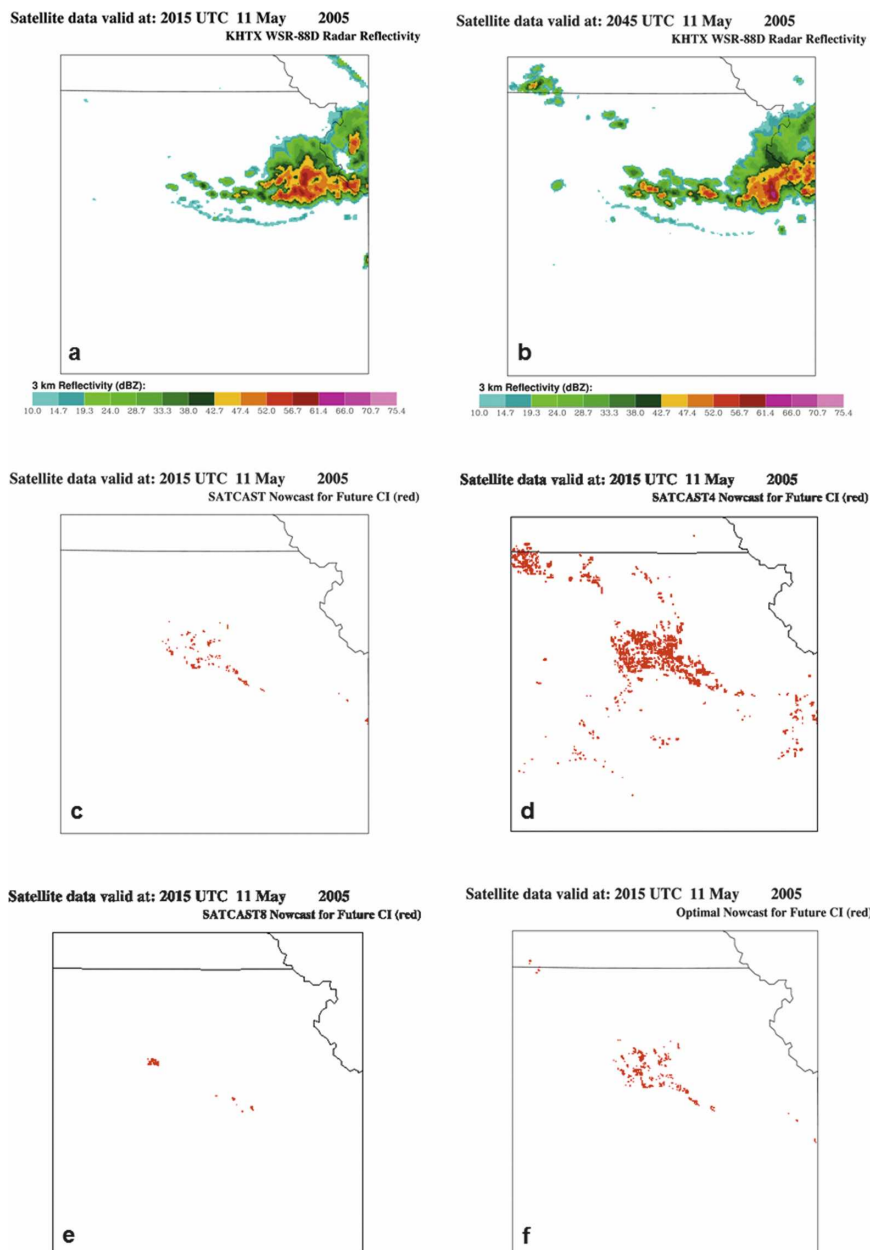 Satellite data valid at: 2015 UTC 11 May 2005
KHTX WSR-88D Radar Reflectivity
a
3 km Reflectivity (dBZ):
10.0 14.7 19.3 24.0 28.7 33.3 38.0 42.7 47.4 52.0 56.7 61.4 66.0 70.7 75.4
Satellite data valid at: 2045 UTC 11 May 2005
KHTX WSR-88D Radar Reflectivity
b
3 km Reflectivity (dBZ):
10.0 14.7 19.3 24.0 28.7 33.3 38.0 42.7 47.4 52.0 56.7 61.4 66.0 70.7 75.4
Satellite data valid at: 2015 UTC 11 May 2005
SATCAST Nowcast for Future CI (red)
c
Satellite data valid at: 2015 UTC 11 May 2005
SATCAST4 Nowcast for Future CI (red)
d
Satellite data valid at: 2015 UTC 11 May 2005
SATCAST8 Nowcast for Future CI (red)
e
Satellite data valid at: 2015 UTC 11 May 2005
Optimal Nowcast for Future CI (red)
f